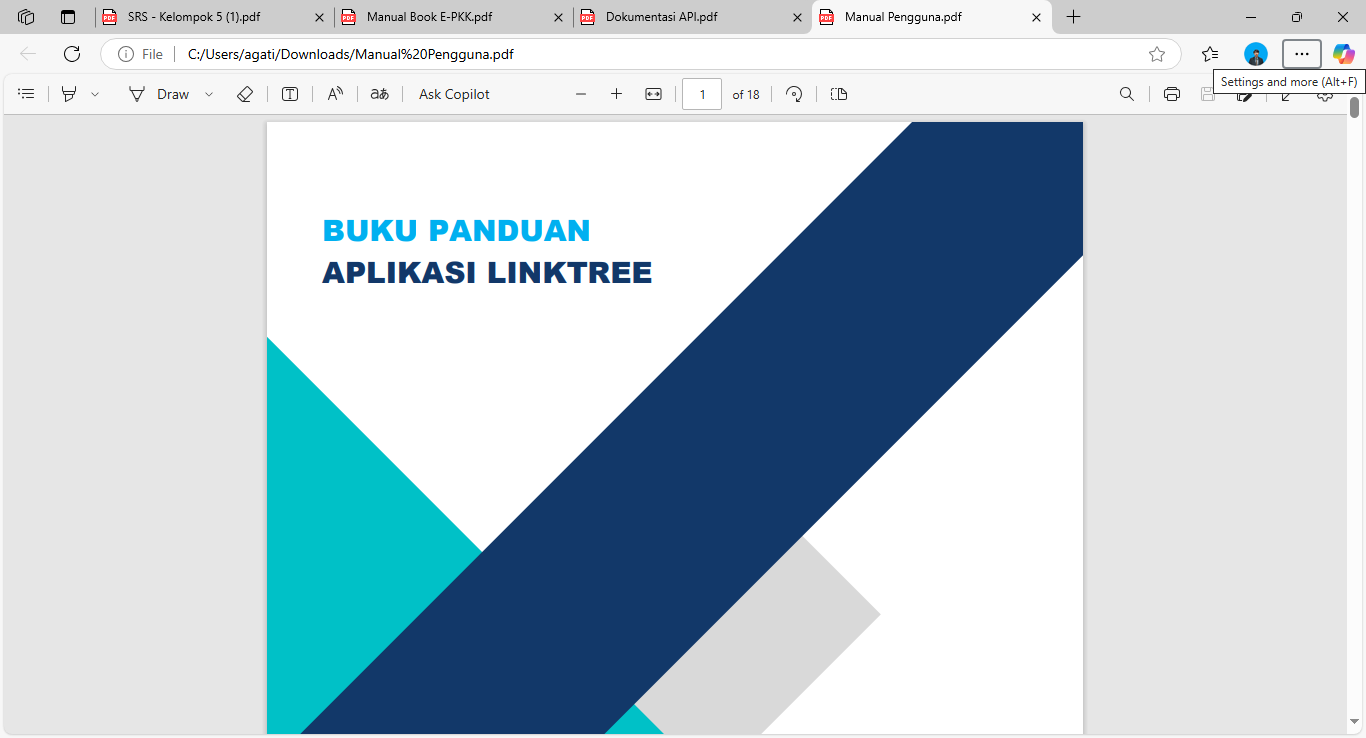 SRS - Kelompok 5 (1).pdf
Manual Book E-PKK.pdf
Dokumentasi API.pdf
Manual Pengguna.pdf
File
C:/Users/agati/Downloads/Manual%20Pengguna.pdf
Settings and more (Alt+F)
Draw
Ask Copilot
1 of 18
BUKU PANDUAN
APLIKASI LINKTREE